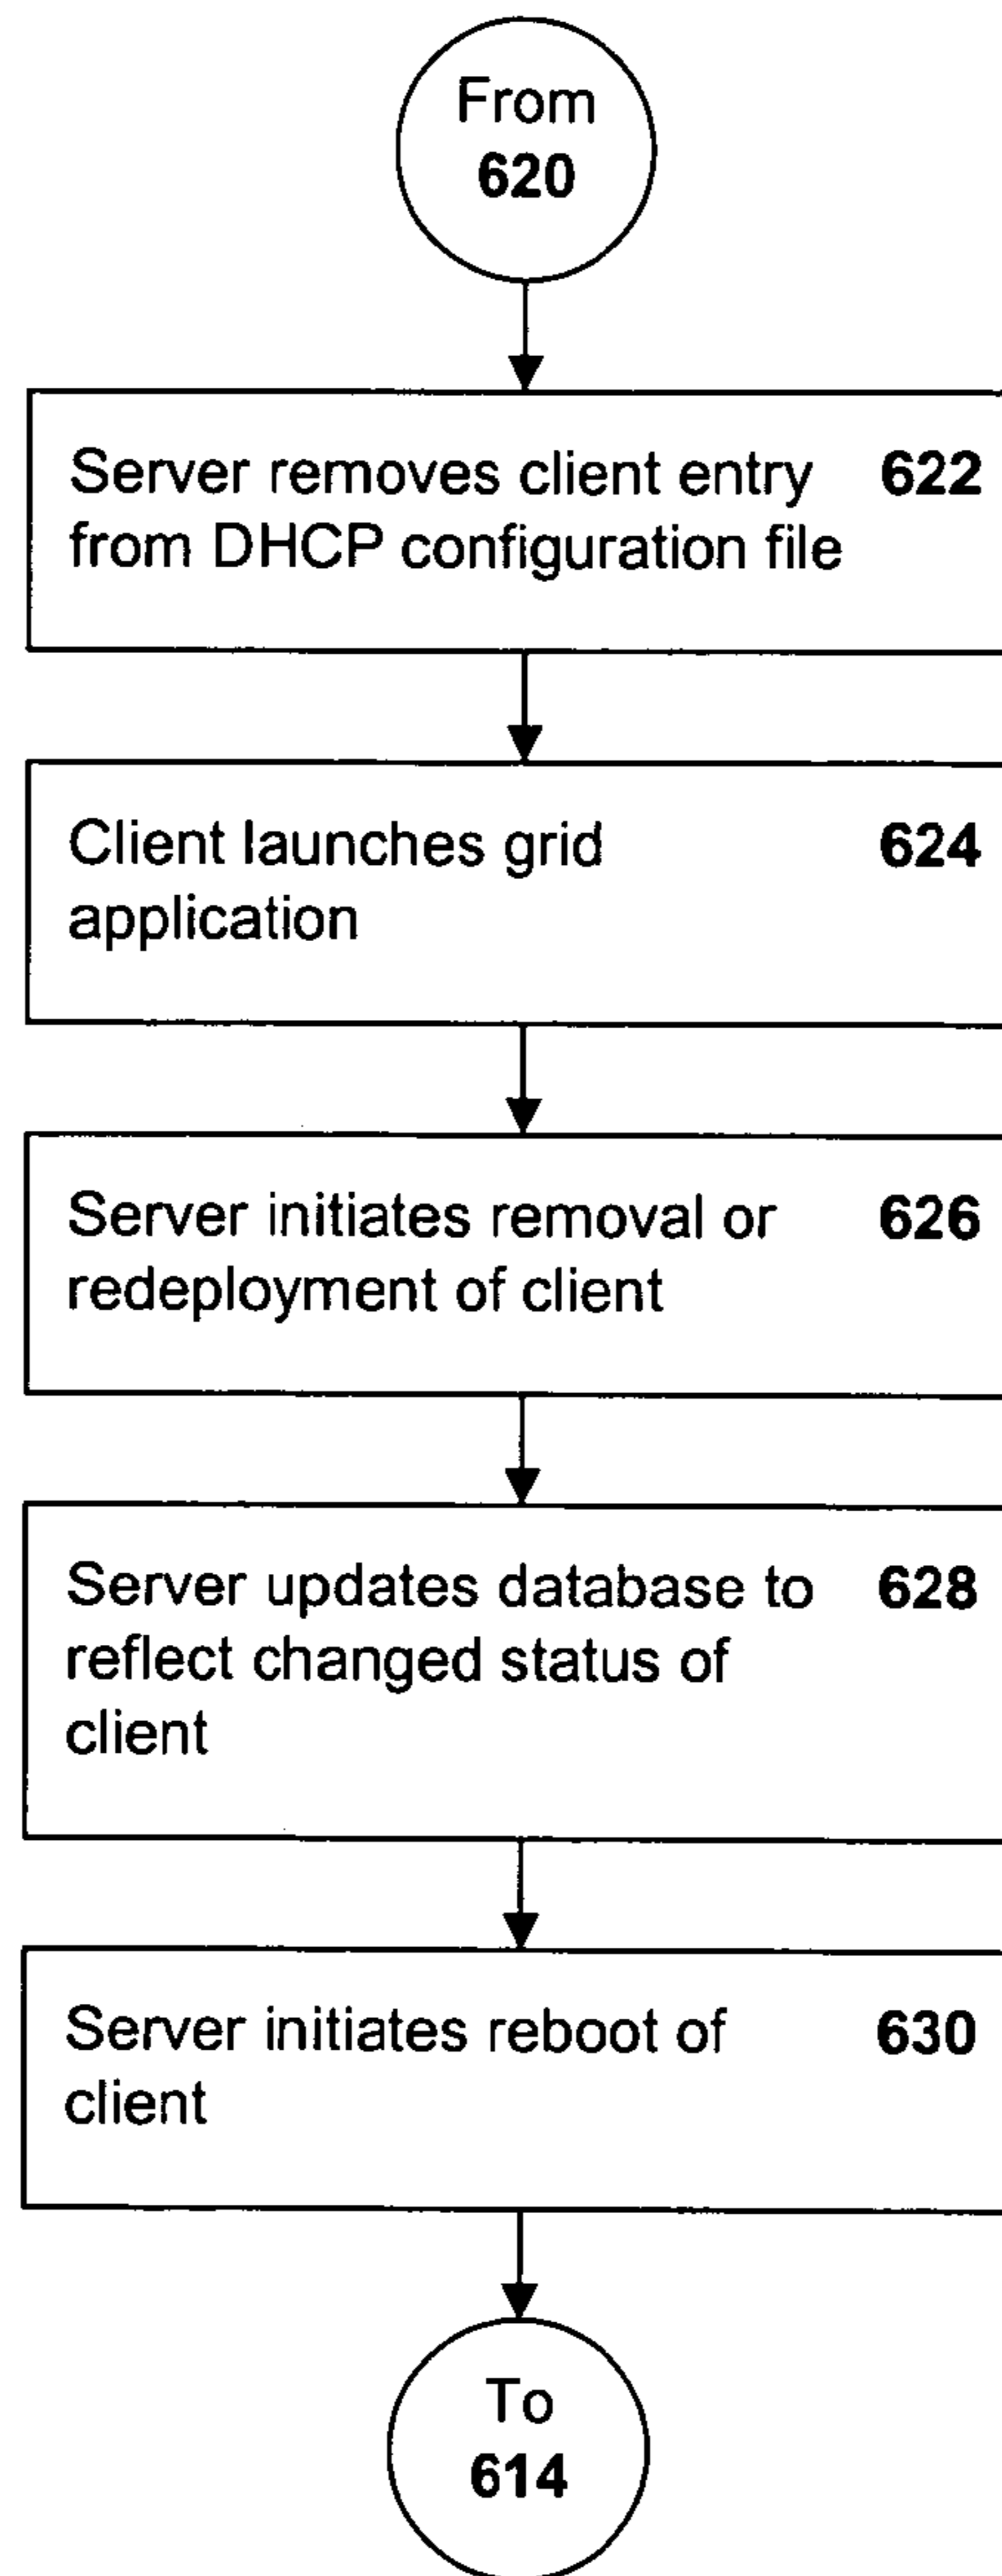 From
620
Server removes client entry 622
from DHCP configuration file
Client launches grid 624
application
Server initiates removal or 626
redeployment of client
Server updates database to 628
reflect changed status of
client
Server initiates reboot of 630
client
To
614